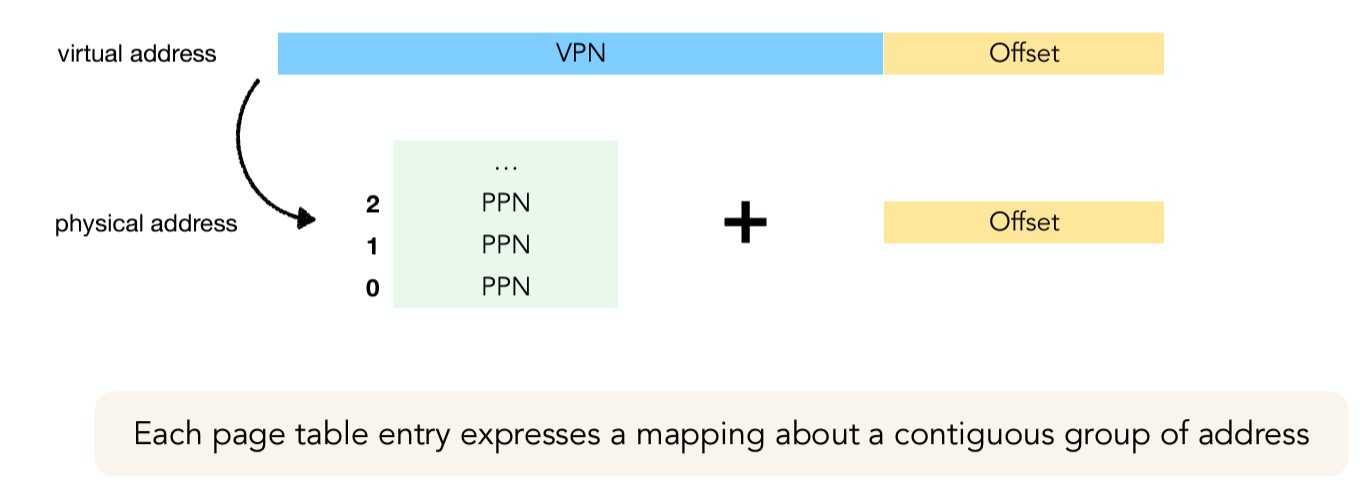 virtual address VPN Offset
...
2 PPN
physical address + Offset
1 PPN
0 PPN
Each page table entry expresses a mapping about a contiguous group of address